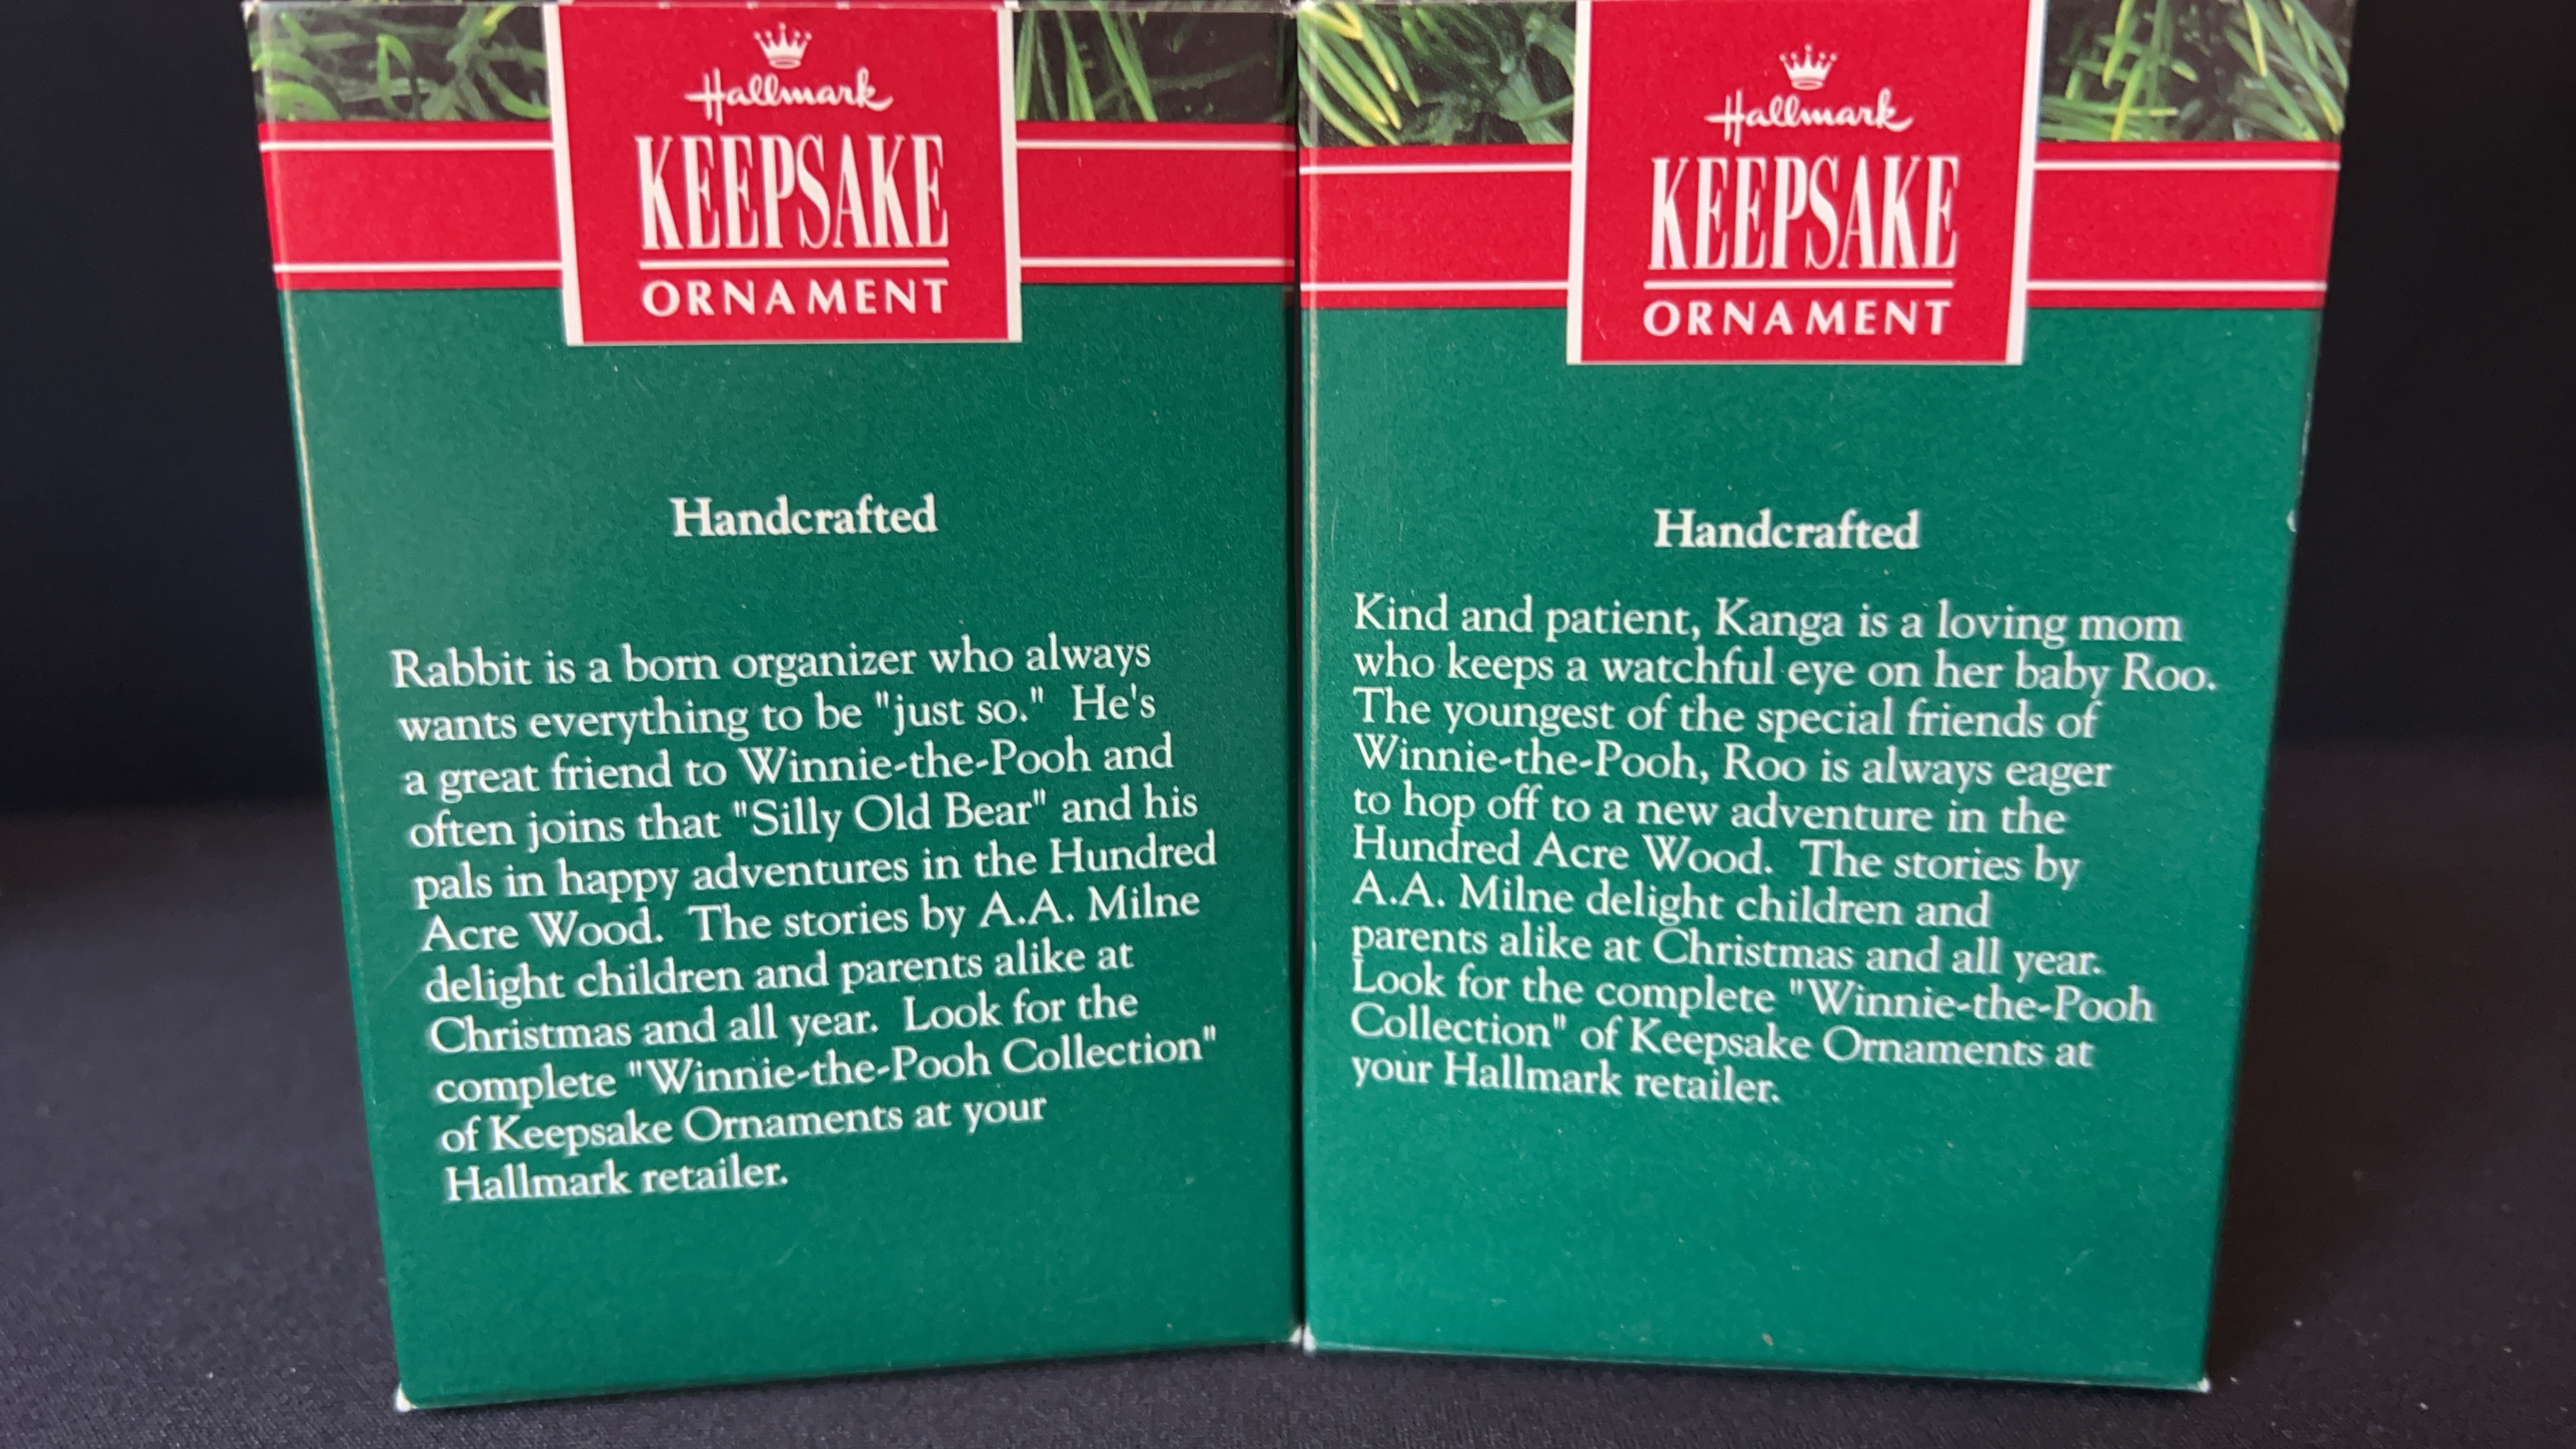 Hallmark
KEEPSAKE
ORNAMENT
Handcrafted
Rabbit is a born organizer who always
wants everything to be "just so."  He's
a great friend to Winnie-the-Pooh and
often joins that "Silly Old Bear" and his
pals in happy adventures in the Hundred
Acre Wood.  The stories by A.A. Milne
delight children and parents alike at
Christmas and all year.  Look for the
complete "Winnie-the-Pooh Collection"
of Keepsake Ornaments at your
Hallmark retailer.
Hallmark
KEEPSAKE
ORNAMENT
Handcrafted
Kind and patient, Kanga is a loving mom
who keeps a watchful eye on her baby Roo.
The youngest of the special friends of
Winnie-the-Pooh, Roo is always eager
to hop off to a new adventure in the
Hundred Acre Wood.  The stories by
A.A. Milne delight children and
parents alike at Christmas and all year.
Look for the complete "Winnie-the-Pooh
Collection" of Keepsake Ornaments at
your Hallmark retailer.